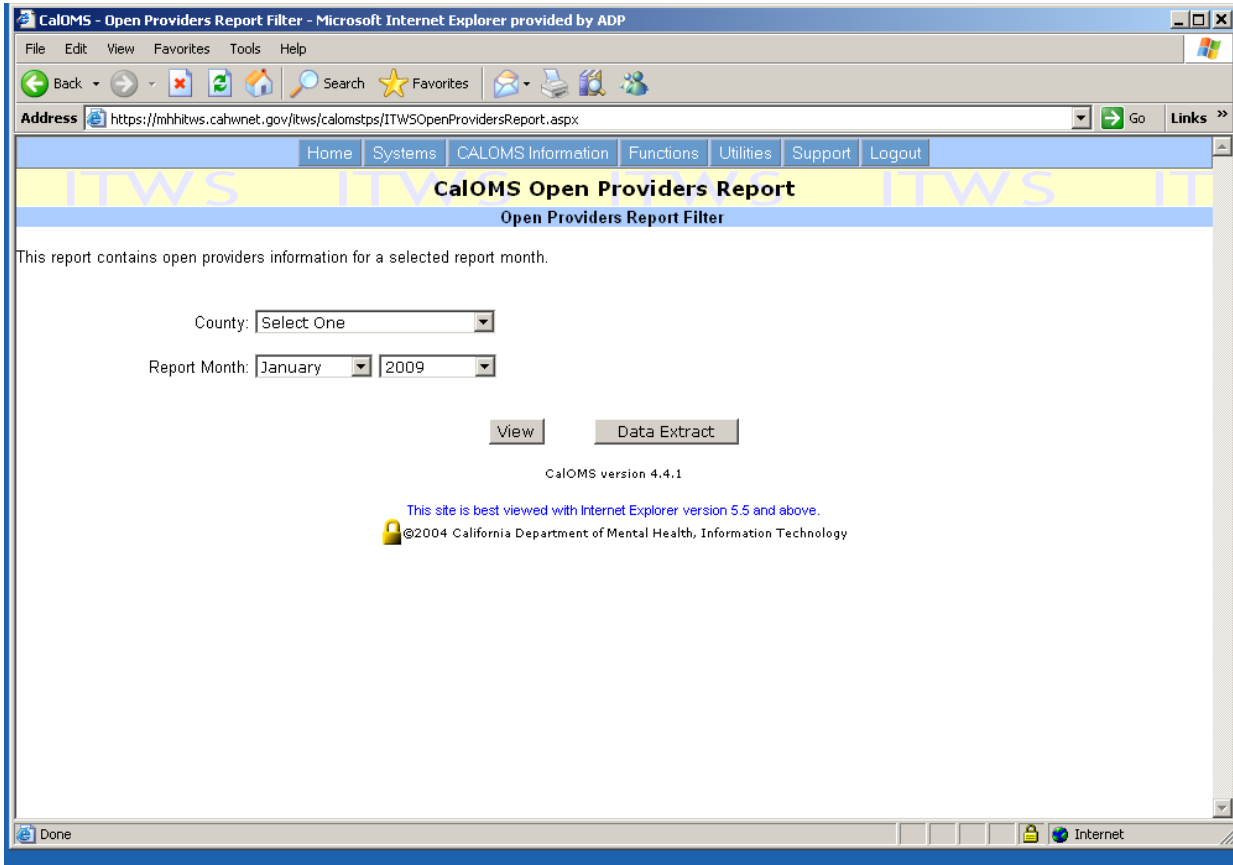 CalOMS - Open Providers Report Filter - Microsoft Internet Explorer provided by ADP
File Edit View Favorites Tools Help
Back Search Favorites
Address https://mhhitws.cahwnet.gov/itws/calomstps/ITWSOpenProvidersReport.aspx Go Links »
Home Systems CALOMS Information Functions Utilities Support Logout
ITWS ITWS ITWS ITWS IT
CalOMS Open Providers Report
Open Providers Report Filter
This report contains open providers information for a selected report month.
County: Select One
Report Month: January 2009
View Data Extract
CalOMS version 4.4.1
This site is best viewed with Internet Explorer version 5.5 and above.
©2004 California Department of Mental Health, Information Technology
Done Internet